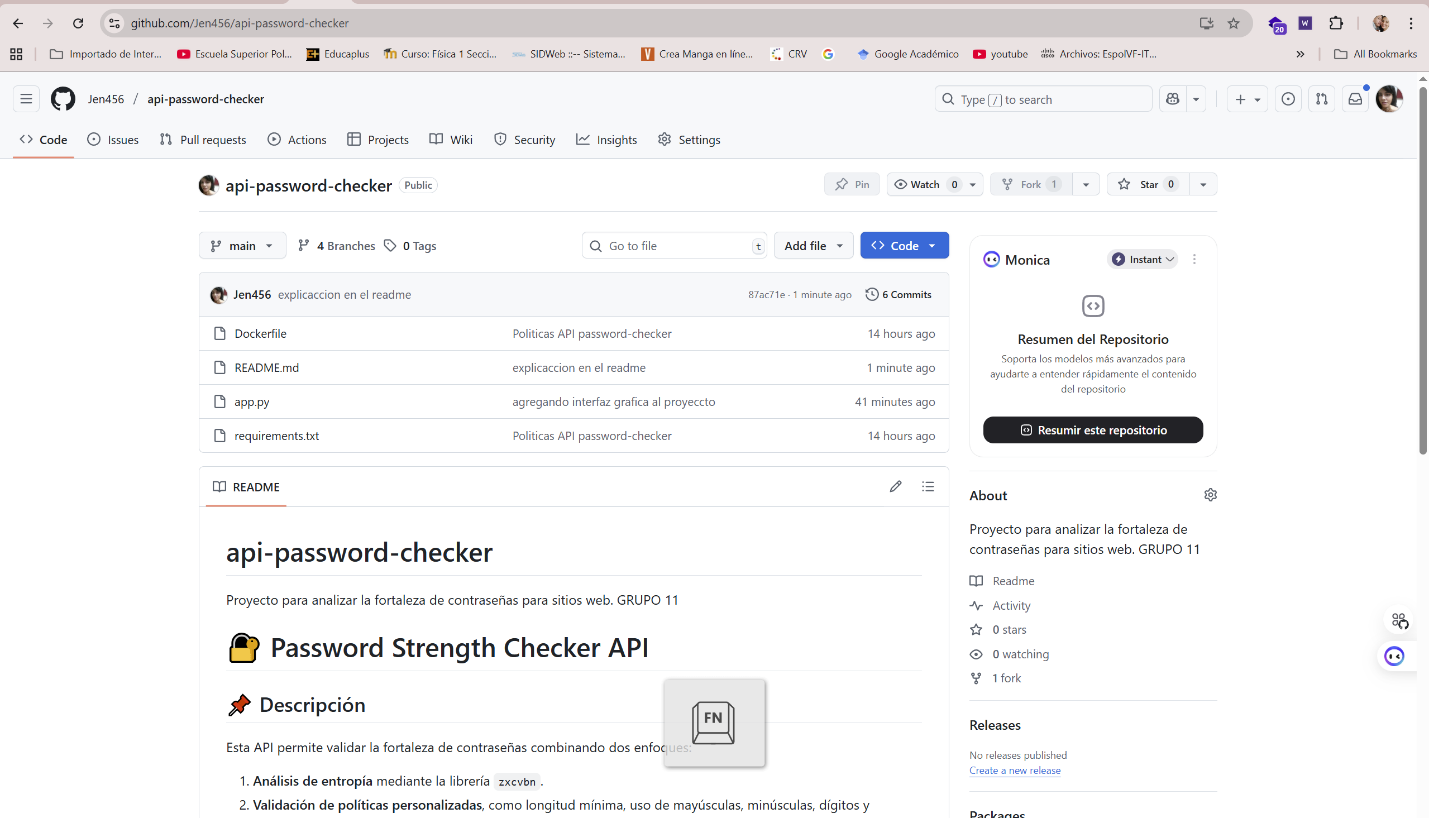 github.com/Jen456/api-password-checker
20
W
Importado de Inter...
Escuela Superior Pol...
Educaplus
Curso: Física 1 Secci...
SIDWeb ::-- Sistema...
Crea Manga en líne...
CRV
Google Académico
youtube
Archivos: EspolVF-IT...
»
All Bookmarks
Jen456 / api-password-checker
Type / to search
Code
Issues
Pull requests
Actions
Projects
Wiki
Security
Insights
Settings
api-password-checker Public
Pin
Watch 0
Fork 1
Star 0
main
4 Branches
0 Tags
Go to file t
Add file
Code
Jen456 explicaccion en el readme 87ac71e · 1 minute ago 6 Commits
Dockerfile Politicas API password-checker 14 hours ago
README.md explicaccion en el readme 1 minute ago
app.py agregando interfaz grafica al proyeccto 41 minutes ago
requirements.txt Politicas API password-checker 14 hours ago
README
api-password-checker
Proyecto para analizar la fortaleza de contraseñas para sitios web. GRUPO 11
Password Strength Checker API
Descripción
Esta API permite validar la fortaleza de contraseñas combinando dos enfoques:
1. Análisis de entropía mediante la librería zxcvbn .
2. Validación de políticas personalizadas, como longitud mínima, uso de mayúsculas, minúsculas, dígitos y
FN
Monica
Instant
Resumen del Repositorio
Soporta los modelos más avanzados para
ayudarte a entender rápidamente el contenido
del repositorio
Resumir este repositorio
About
Proyecto para analizar la fortaleza de
contraseñas para sitios web. GRUPO 11
Readme
Activity
0 stars
0 watching
1 fork
Releases
No releases published
Create a new release
Packages